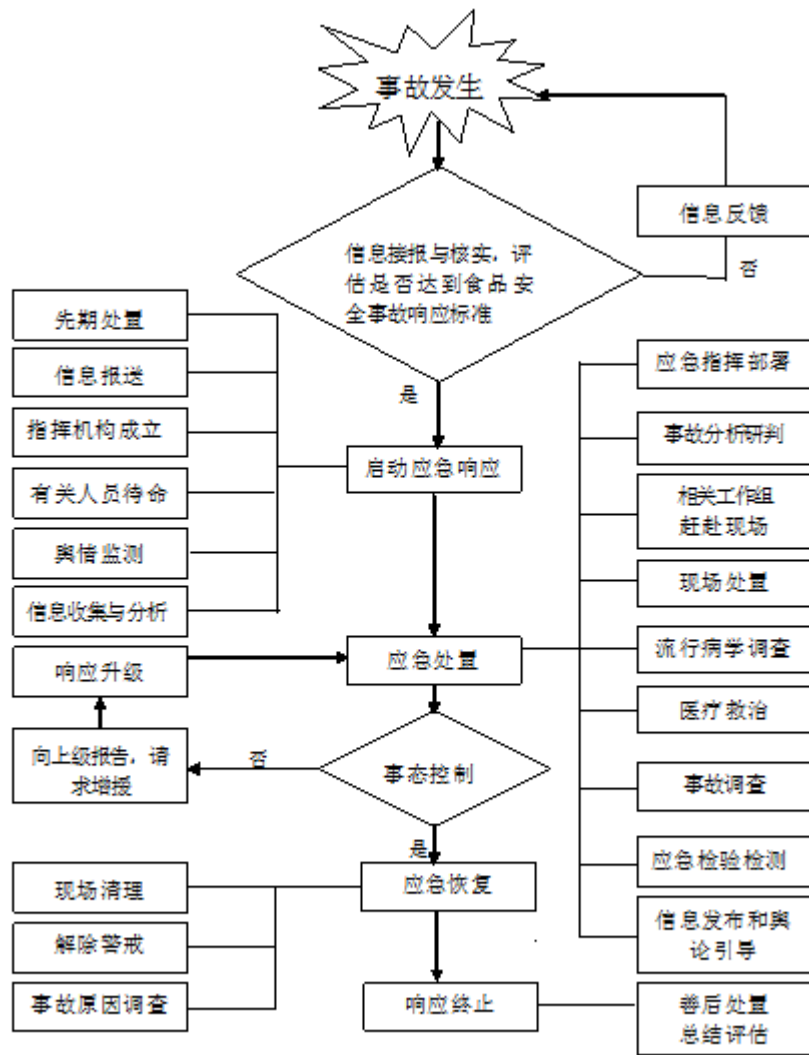 事故发生
信息反馈
信息接报与核实，评
估是否达到食品安
全事故响应标准
否
先期处置
信息报送
指挥机构成立
有关人员待命
舆情监测
信息收集与分析
是
启动应急响应
应急指挥部署
事故分析研判
相关工作组
赶赴现场
现场处置
流行病学调查
医疗救治
事故调查
应急检验检测
信息发布和舆
论引导
应急处置
响应升级
向上级报告，请
求增援
否
事态控制
是
应急恢复
现场清理
解除警戒
事故原因调查
响应终止
善后处置
总结评估